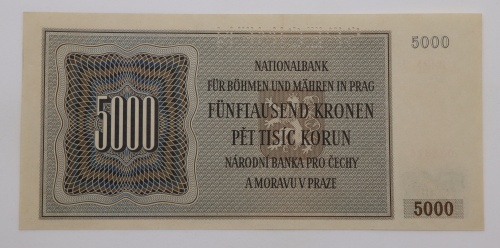 5000
NATIONALBANK
FÜR BÖHMEN UND MÄHREN IN PRAG
FÜNFTAUSEND KRONEN
PĚT TISÍC KORUN
NÁRODNÍ BANKA PRO ČECHY
A MORAVU V PRAZE
5000
5000